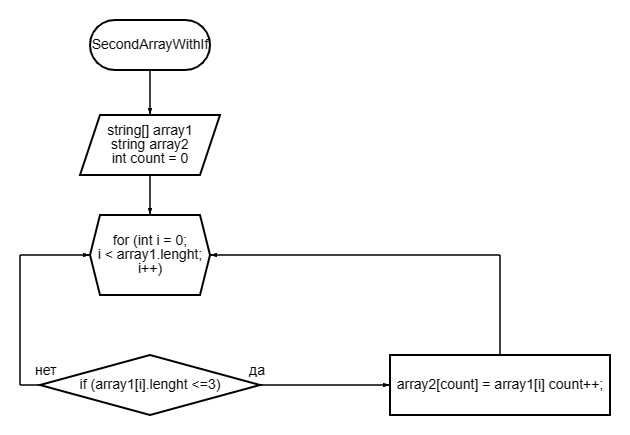 SecondArrayWithIf
string[] array1
string array2
int count = 0
for (int i = 0;
i < array1.lenght;
i++)
нет
да
if (array1[i].lenght <=3)
array2[count] = array1[i] count++;